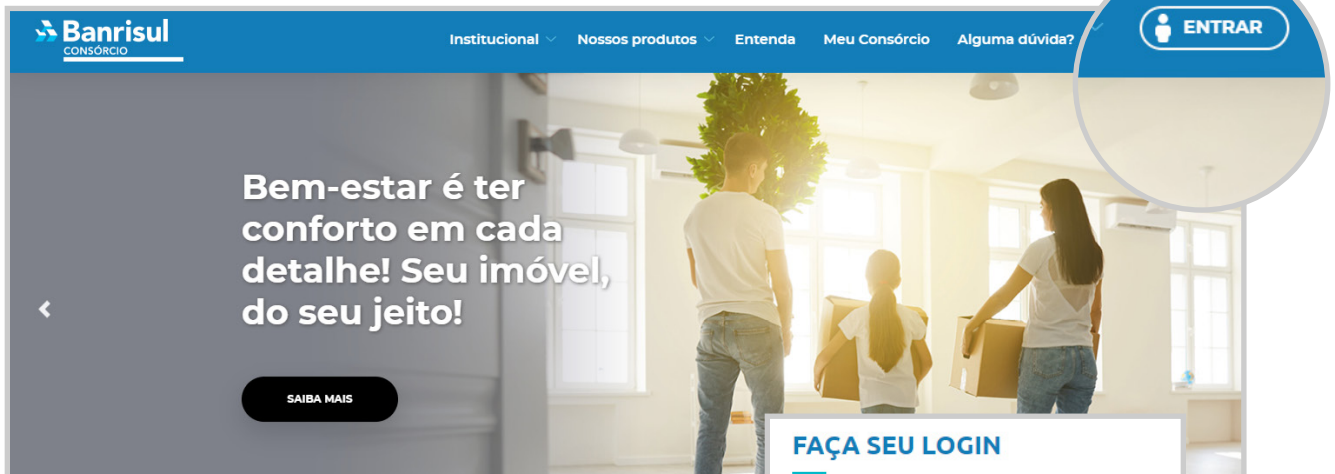 Banrisul
CONSÓRCIO
Institucional Nossos produtos Entenda Meu Consórcio Alguma dúvida?
ENTRAR
Bem-estar é ter
conforto em cada
detalhe! Seu imóvel,
do seu jeito!
SAIBA MAIS
FAÇA SEU LOGIN